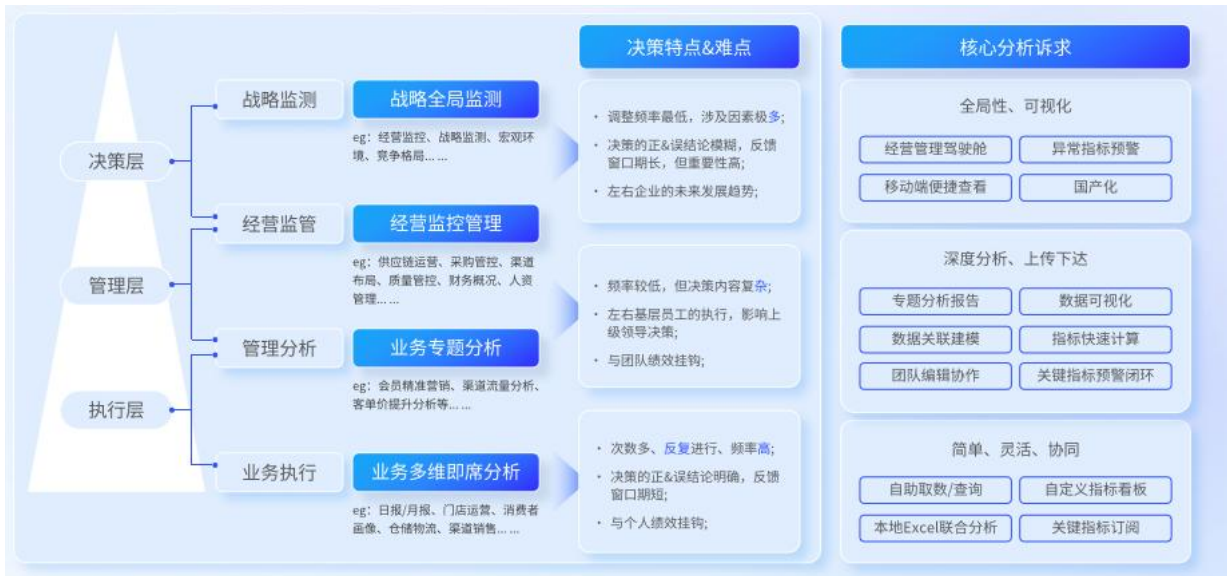 决策特点&难点
核心分析诉求
决策层
管理层
执行层
战略监测
战略全局监测
eg：经营监控、战略监测、宏观环
境、竞争格局... ...
经营监管
经营监控管理
eg：供应链运营、采购管控、渠道
布局、质量管控、财务概况、人资
管理... ...
管理分析
业务专题分析
eg：会员精准营销、渠道流量分析、
客单价提升分析等... ...
业务执行
业务多维即席分析
eg：日报/月报、门店运营、消费者
画像、仓储物流、渠道销售... ...
· 调整频率最低，涉及因素极多;
· 决策的正&误结论模糊，反馈
窗口期长，但重要性高;
· 左右企业的未来发展趋势;
· 频率较低，但决策内容复杂;
· 左右基层员工的执行，影响上
级领导决策;
· 与团队绩效挂钩;
· 次数多、反复进行、频率高;
· 决策的正&误结论明确，反馈
窗口期短;
· 与个人绩效挂钩;
全局性、可视化
经营管理驾驶舱
异常指标预警
移动端便捷查看
国产化
深度分析、上传下达
专题分析报告
数据可视化
数据关联建模
指标快速计算
团队编辑协作
关键指标预警闭环
简单、灵活、协同
自助取数/查询
自定义指标看板
本地Excel联合分析
关键指标订阅